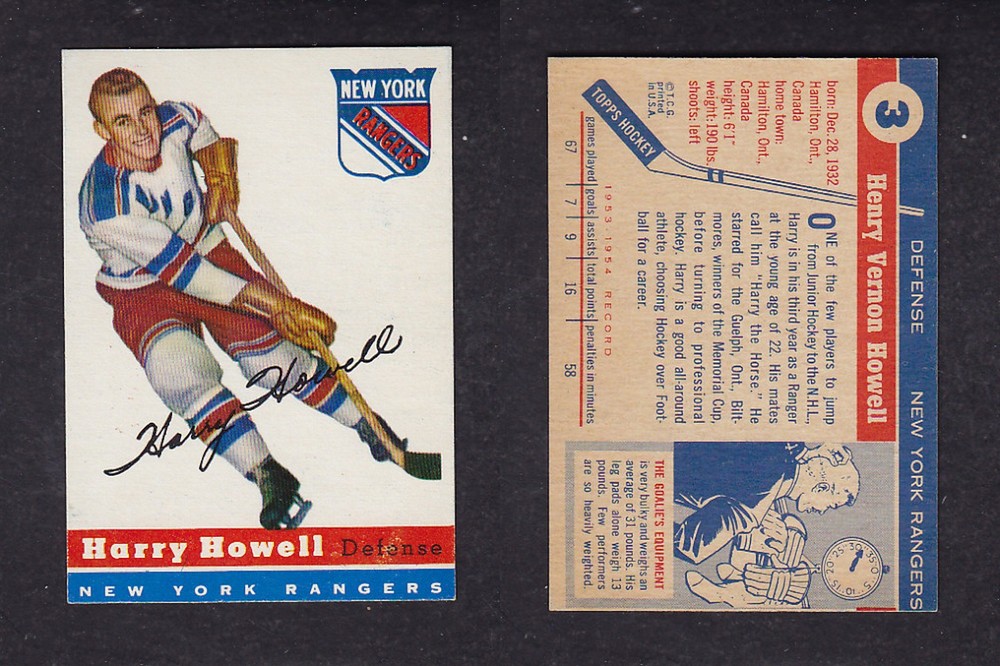 NEW YORK
RANGERS
Harry Howell
Harry Howell Defense
NEW YORK RANGERS
DEFENSE NEW YORK RANGERS
3 Henry Vernon Howell
born: Dec. 28, 1932
Hamilton, Ont.,
Canada
home town:
Hamilton, Ont.,
Canada
height: 6'1"
weight: 190 lbs.
shoots: left
© T.C.G.
printed
in U.S.A.
TOPPS HOCKEY
ONE of the few players to jump
from Junior Hockey to the N.H.L.,
Harry is in his third year as a Ranger
at the young age of 22. His mates
call him "Harry the Horse." He
starred for the Guelph, Ont., Bilt-
mores, winners of the Memorial Cup,
before turning to professional
hockey. Harry is a good all-around
athlete, choosing Hockey over Foot-
ball for a career.
1953-1954 RECORD
games played goals assists total points penalties in minutes
67 7 9 16 58
THE GOALIE'S EQUIPMENT
is very bulky and weighs an
average of 31 pounds. His
leg pads alone weigh 13
pounds. Few performers
are so heavily weighted.